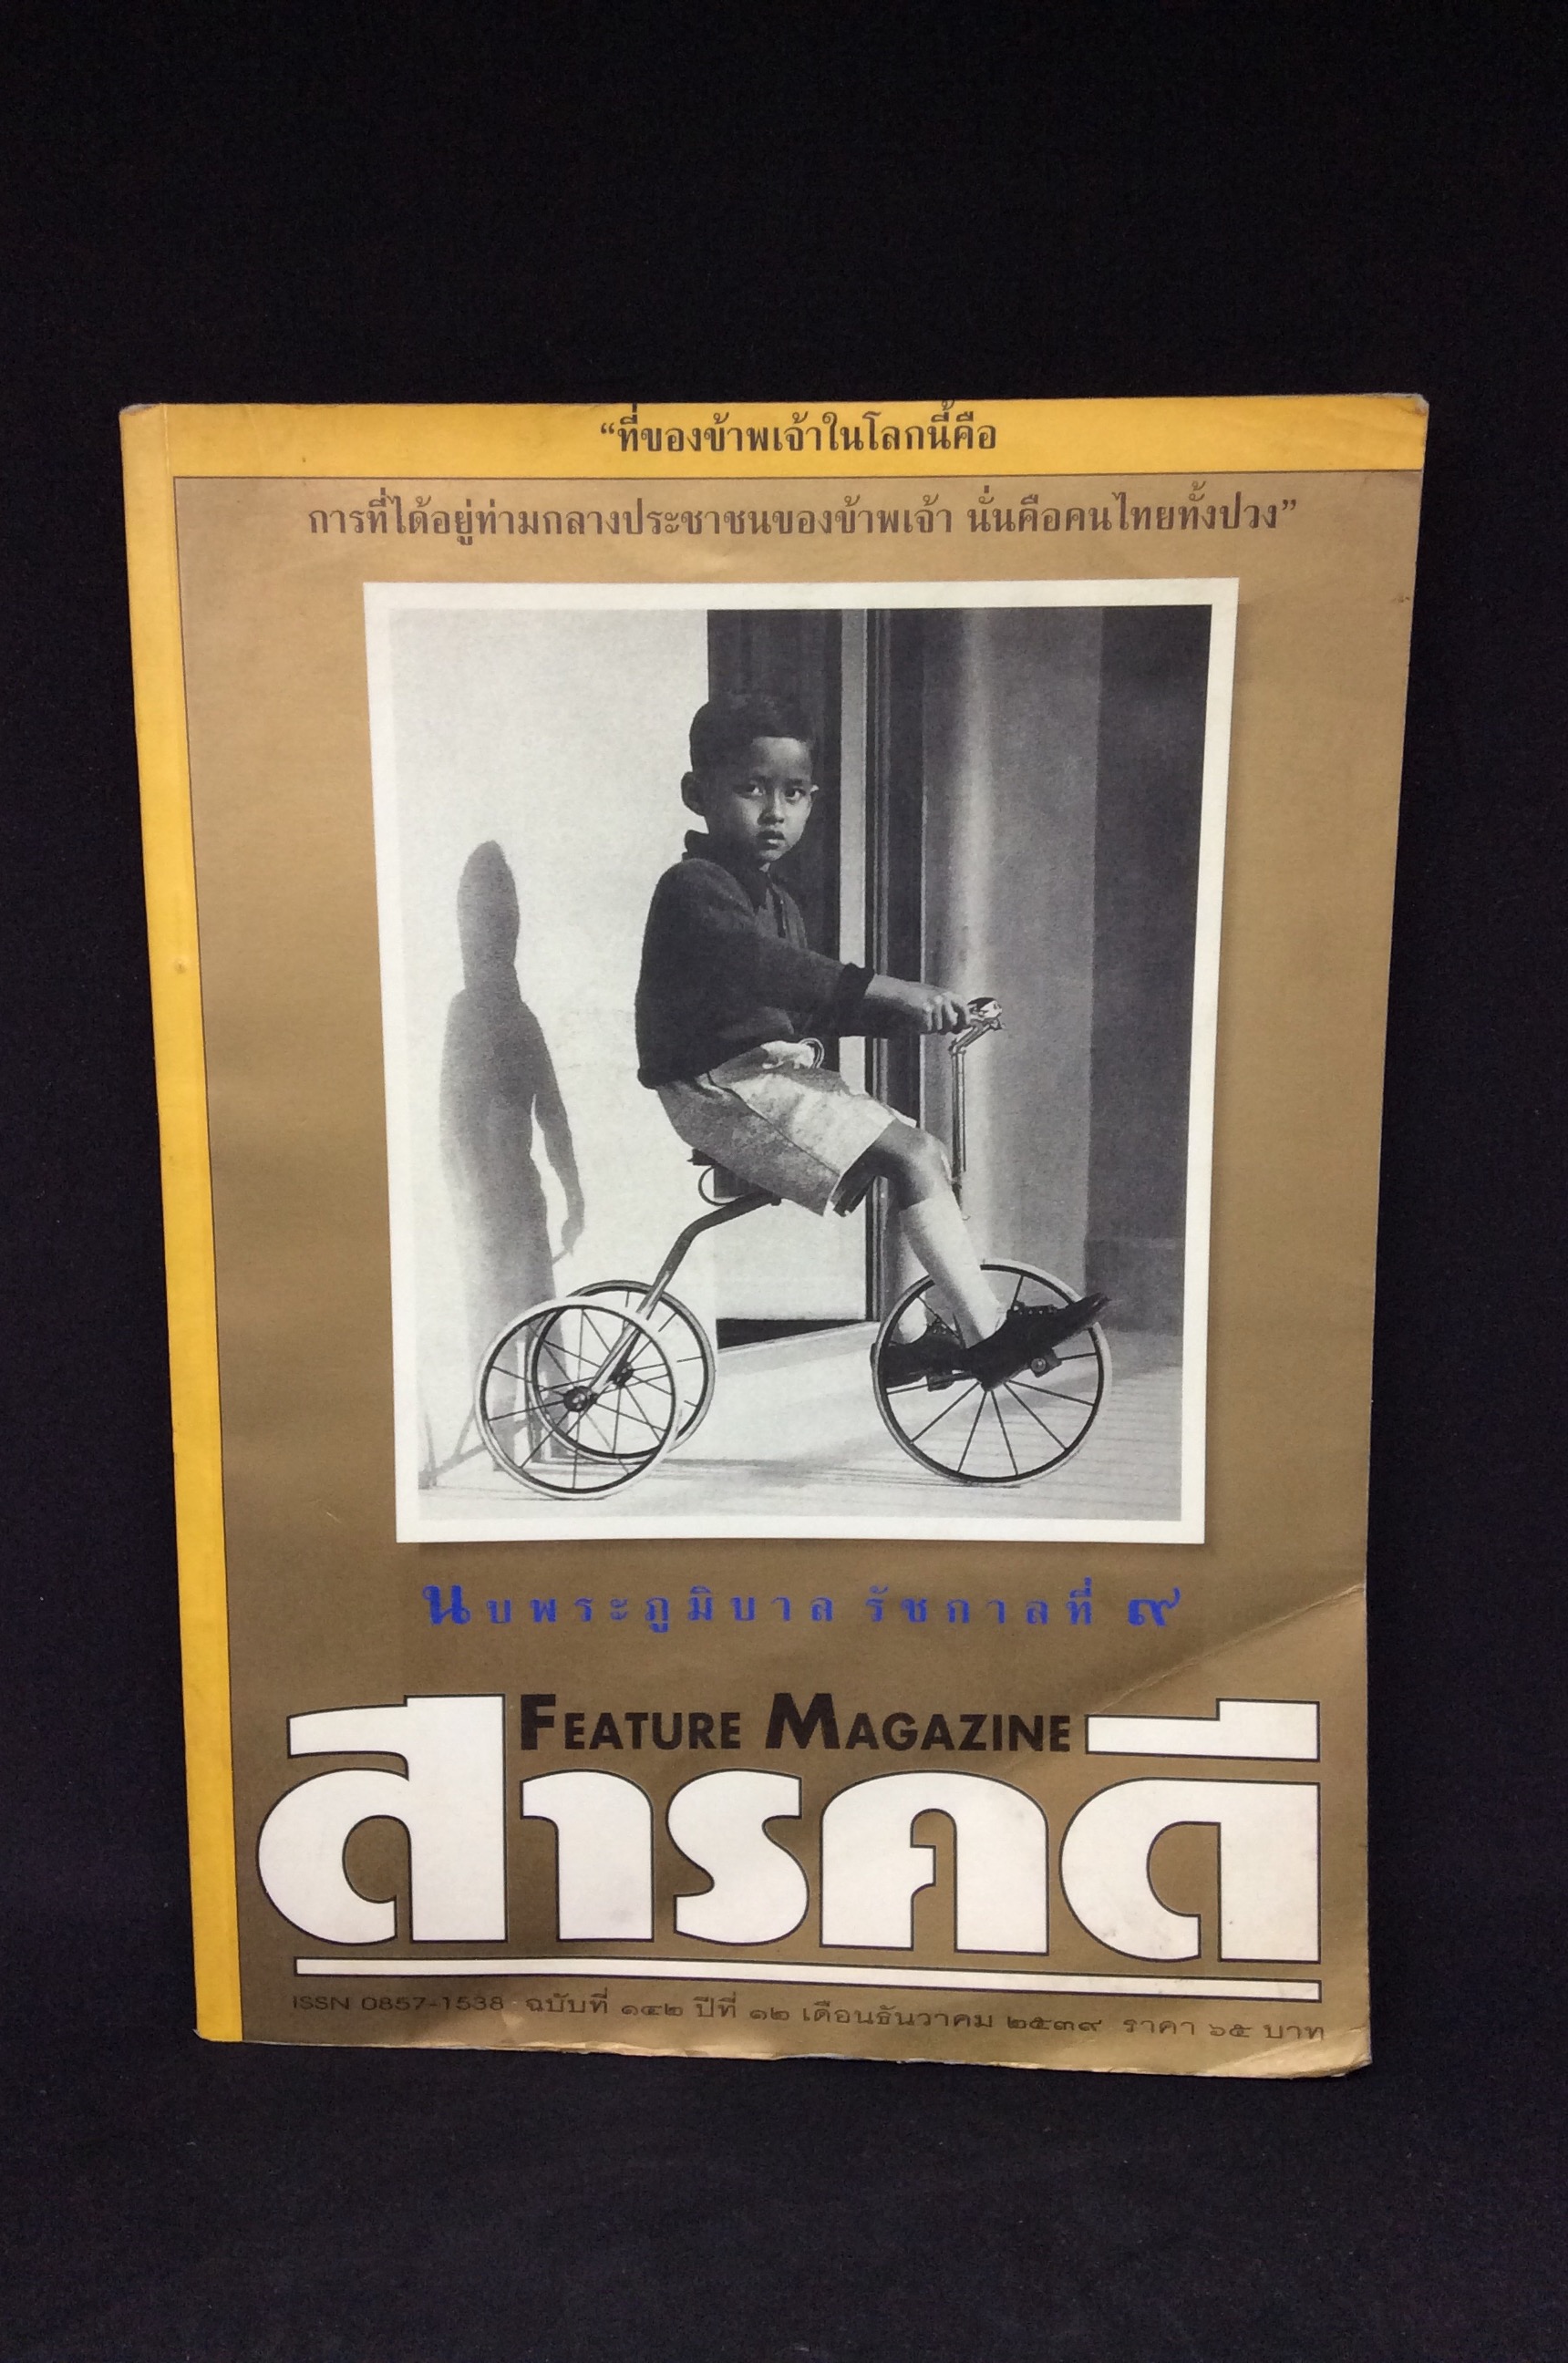 “ที่ของข้าพเจ้าในโลกนี้คือ
การที่ได้อยู่ท่ามกลางประชาชนของข้าพเจ้า นั่นคือคนไทยทั้งปวง”
นบพระภูมิบาล รัชกาลที่ ๙
FEATURE MAGAZINE
สารคดี
ISSN 0857-1538 ฉบับที่ ๑๔๒ ปีที่ ๑๒ เดือนธันวาคม ๒๕๓๙ ราคา ๖๕ บาท